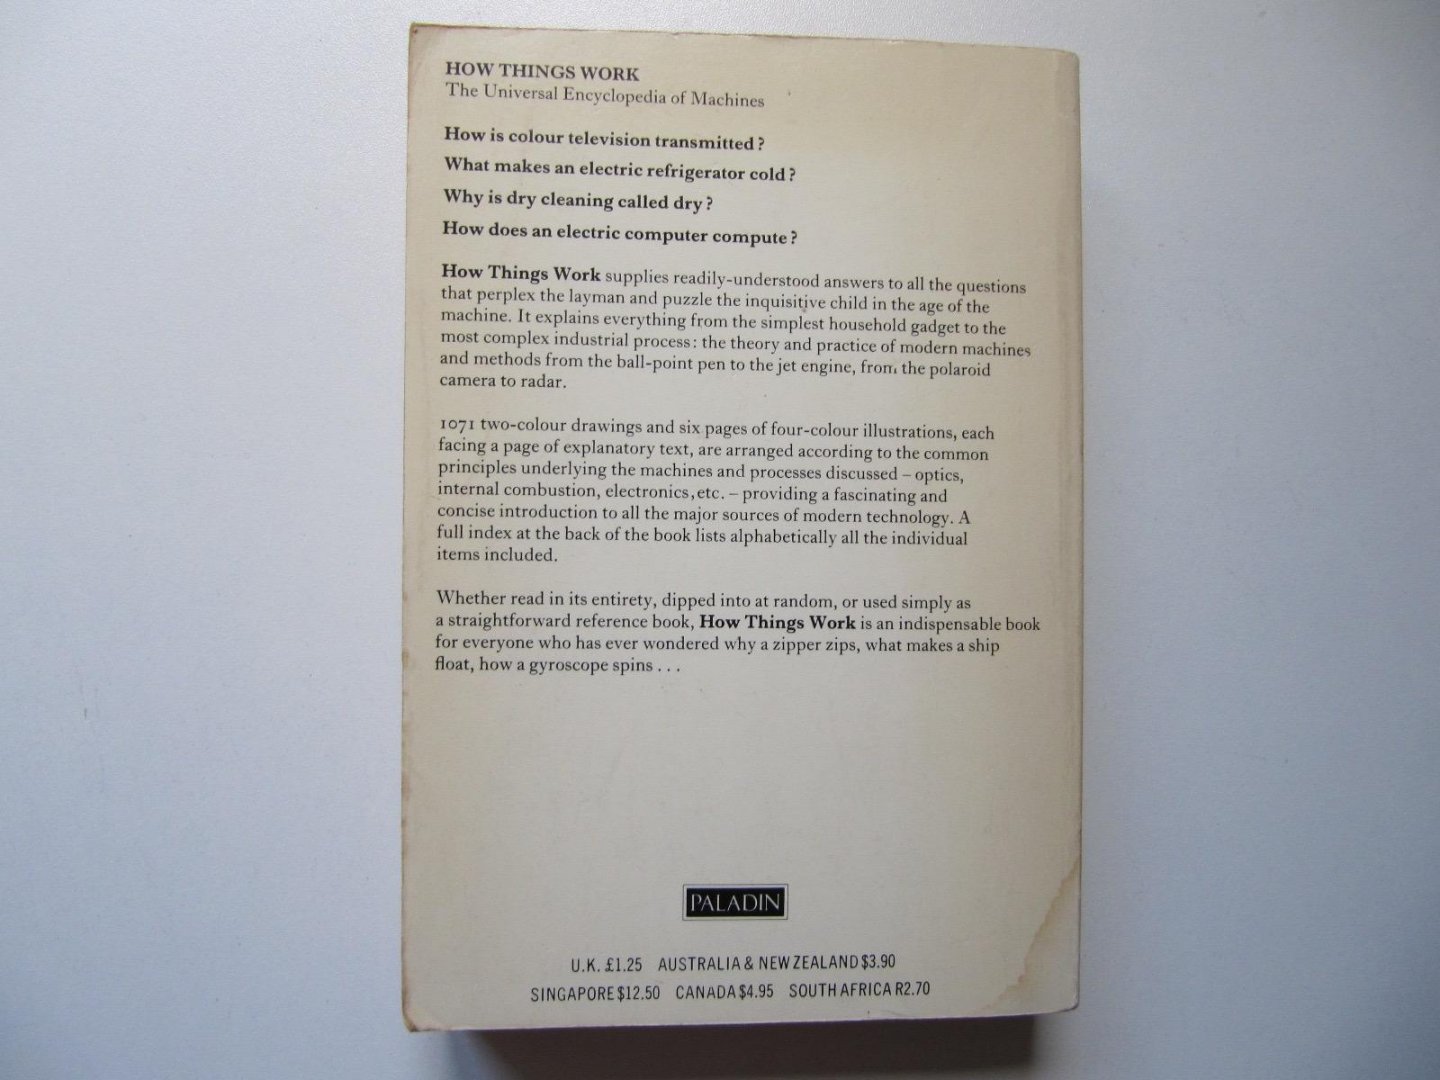 HOW THINGS WORK
The Universal Encyclopedia of Machines
How is colour television transmitted?
What makes an electric refrigerator cold?
Why is dry cleaning called dry?
How does an electric computer compute?
How Things Work supplies readily-understood answers to all the questions
that perplex the layman and puzzle the inquisitive child in the age of the
machine. It explains everything from the simplest household gadget to the
most complex industrial process: the theory and practice of modern machines
and methods from the ball-point pen to the jet engine, from the polaroid
camera to radar.
1071 two-colour drawings and six pages of four-colour illustrations, each
facing a page of explanatory text, are arranged according to the common
principles underlying the machines and processes discussed – optics,
internal combustion, electronics, etc. – providing a fascinating and
concise introduction to all the major sources of modern technology. A
full index at the back of the book lists alphabetically all the individual
items included.
Whether read in its entirety, dipped into at random, or used simply as
a straightforward reference book, How Things Work is an indispensable book
for everyone who has ever wondered why a zipper zips, what makes a ship
float, how a gyroscope spins . . .
PALADIN
U.K. £1.25 AUSTRALIA & NEW ZEALAND $3.90
SINGAPORE $12.50 CANADA $4.95 SOUTH AFRICA R2.70